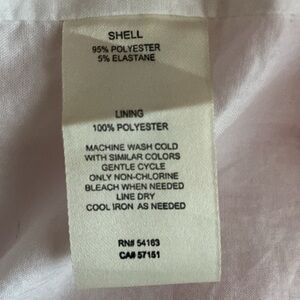 SHELL
95% POLYESTER
5% ELASTANE
LINING
100% POLYESTER
MACHINE WASH COLD
WITH SIMILAR COLORS
GENTLE CYCLE
ONLY NON-CHLORINE
BLEACH WHEN NEEDED
LINE DRY
COOL IRON AS NEEDED
RN# 54163
CA# 57151